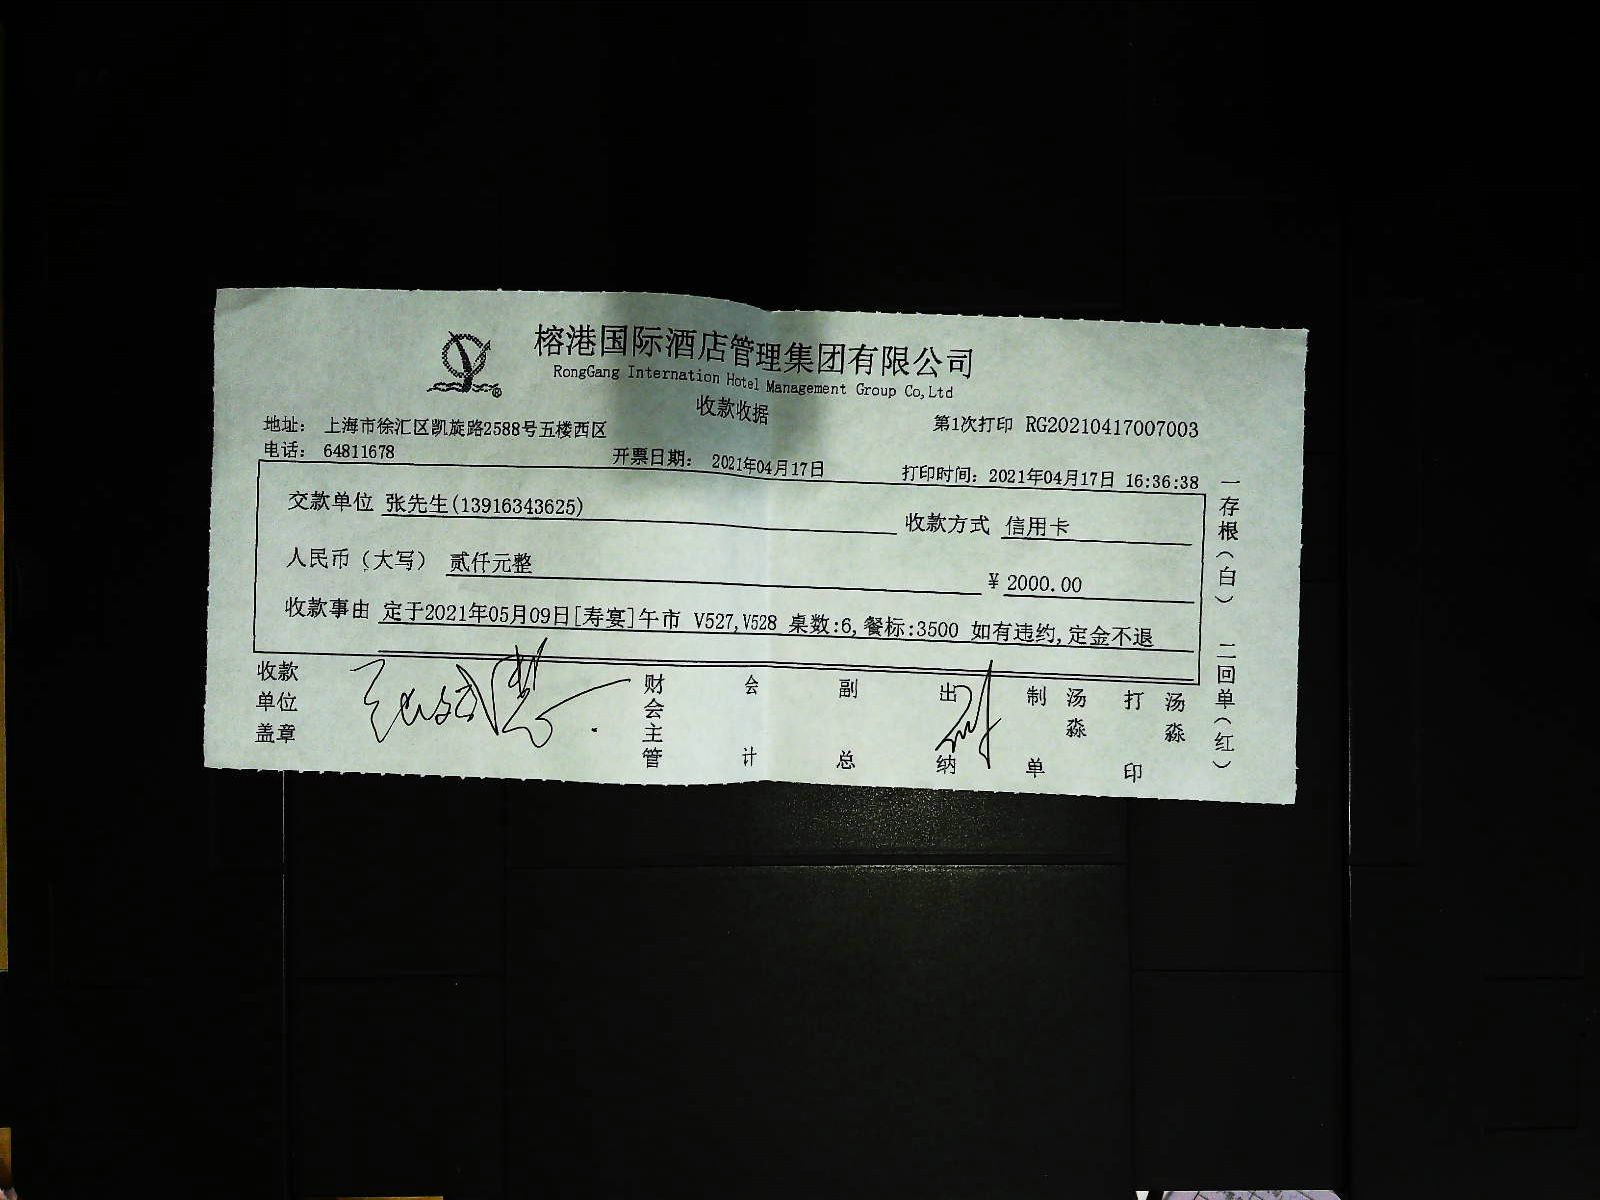 榕港国际酒店管理集团有限公司
RongGang Internation Hotel Management Group Co,Ltd
收款收据
地址: 上海市徐汇区凯旋路2588号五楼西区
第1次打印 RG20210417007003
电话: 64811678
开票日期: 2021年04月17日
打印时间: 2021年04月17日 16:36:38
交款单位 张先生(13916343625)
收款方式 信用卡
人民币（大写） 贰仟元整
¥ 2000.00
收款事由 定于2021年05月09日[寿宴]午市 V527,V528 桌数:6,餐标:3500 如有违约,定金不退
收款单位盖章
财会主管
会计
副总
出纳
制单
汤淼
打印
汤淼
一存根（白） 二回单（红）